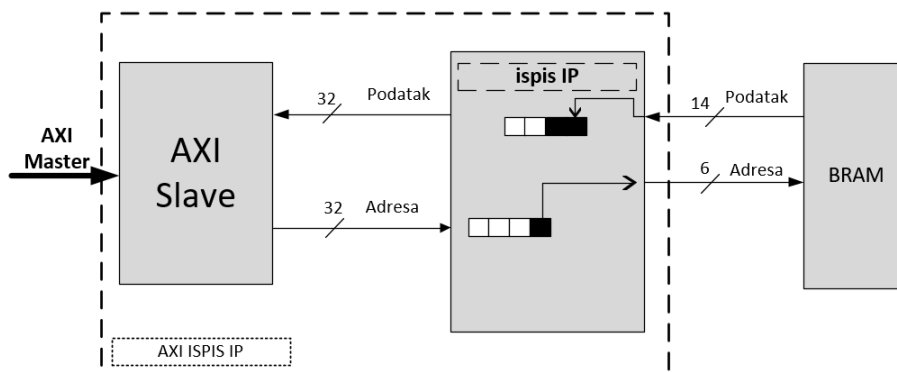 ispis IP
32
Podatak
14
Podatak
AXI
Master
AXI
Slave
6
Adresa
BRAM
32
Adresa
AXI ISPIS IP